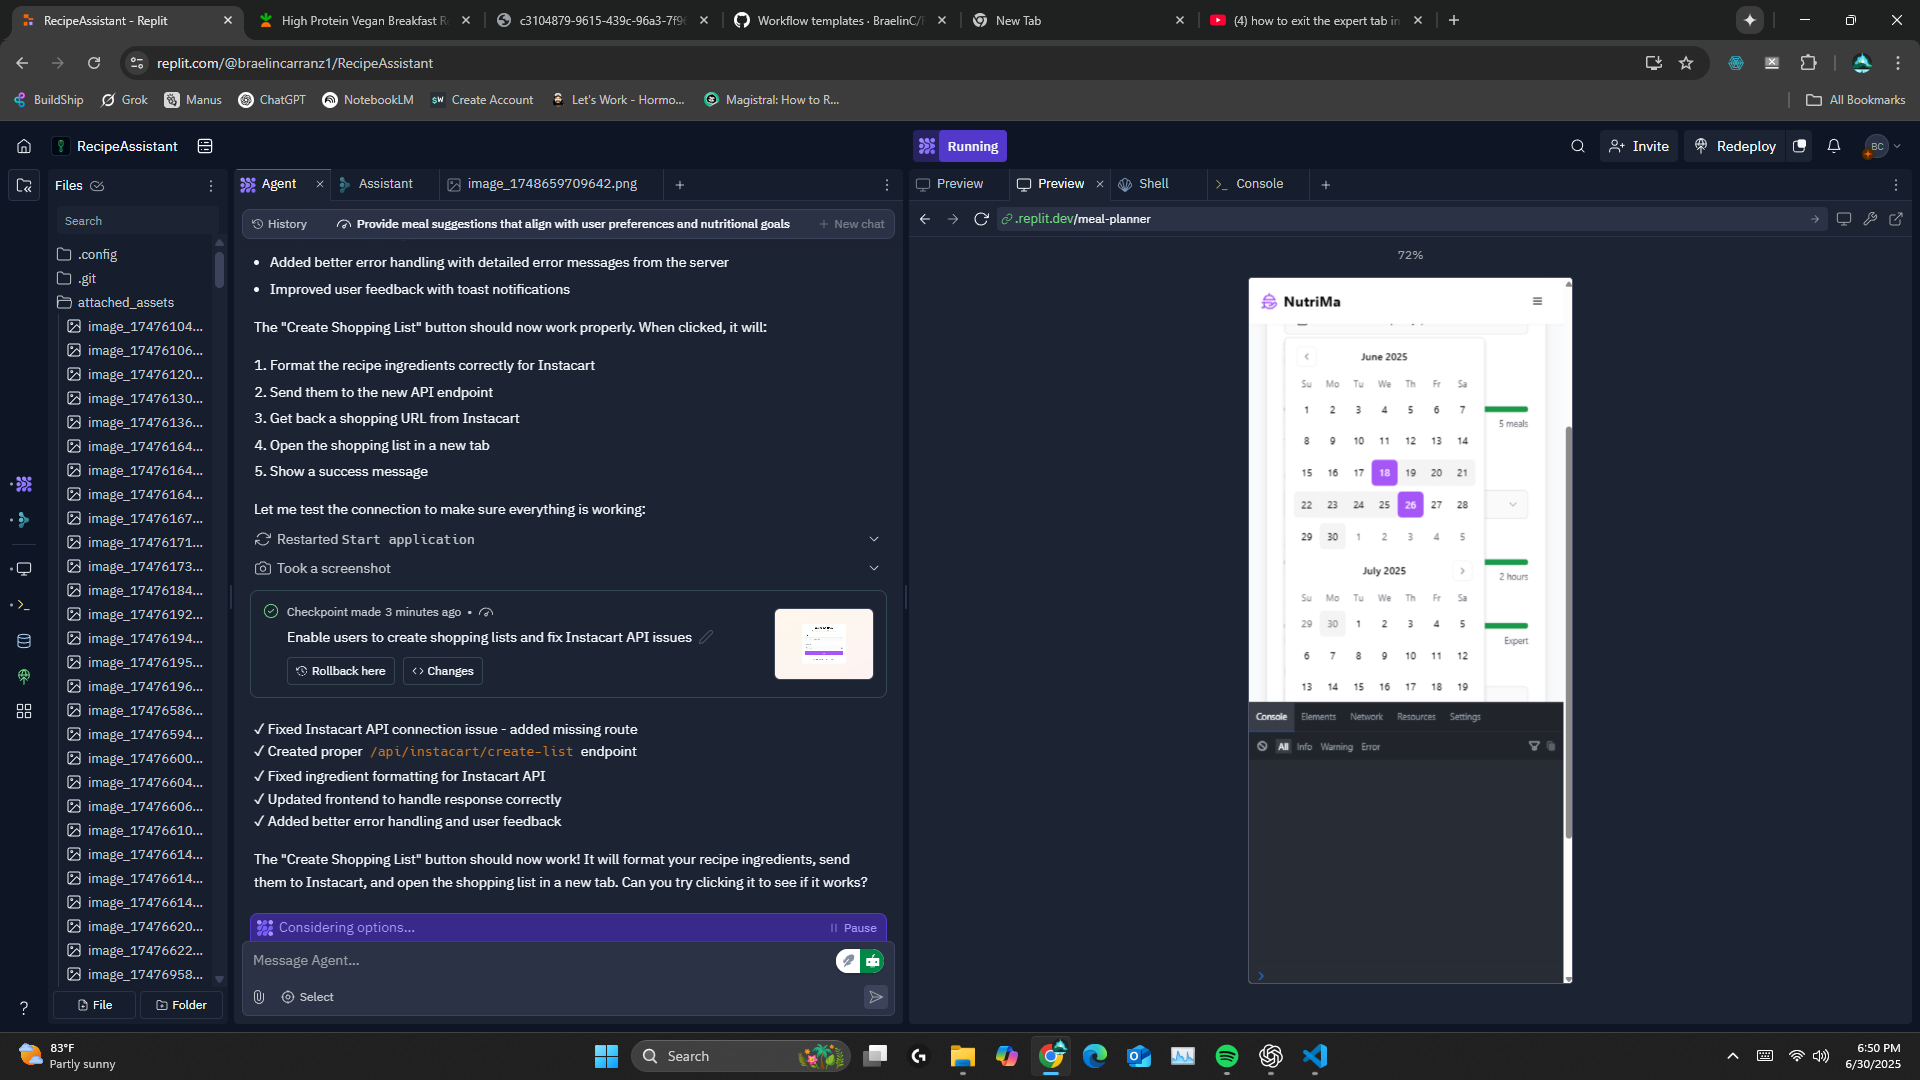 RecipeAssistant - Replit
High Protein Vegan Breakfast R
c3104879-9615-439c-96a3-7f9
Workflow templates · BraelinC/
New Tab
(4) how to exit the expert tab in
replit.com/@braelincarranz1/RecipeAssistant
BuildShip
Grok
Manus
ChatGPT
NotebookLM
Create Account
Let's Work - Hormo...
Magistral: How to R...
All Bookmarks
RecipeAssistant
Running
Invite
Redeploy
BC
Files
Search
.config
.git
attached_assets
image_17476104...
image_17476106...
image_17476120...
image_17476130...
image_17476136...
image_17476164...
image_17476164...
image_17476164...
image_17476167...
image_17476171...
image_17476173...
image_17476184...
image_17476192...
image_17476194...
image_17476195...
image_17476196...
image_17476586...
image_17476594...
image_17476600...
image_17476604...
image_17476606...
image_17476610...
image_17476614...
image_17476614...
image_17476614...
image_17476620...
image_17476622...
image_17476958...
File
Folder
Agent
Assistant
image_1748659709642.png
History
Provide meal suggestions that align with user preferences and nutritional goals
New chat
• Added better error handling with detailed error messages from the server
• Improved user feedback with toast notifications
The "Create Shopping List" button should now work properly. When clicked, it will:
1. Format the recipe ingredients correctly for Instacart
2. Send them to the new API endpoint
3. Get back a shopping URL from Instacart
4. Open the shopping list in a new tab
5. Show a success message
Let me test the connection to make sure everything is working:
Restarted Start application
Took a screenshot
Checkpoint made 3 minutes ago •
Enable users to create shopping lists and fix Instacart API issues
Rollback here
Changes
✓ Fixed Instacart API connection issue - added missing route
✓ Created proper /api/instacart/create-list endpoint
✓ Fixed ingredient formatting for Instacart API
✓ Updated frontend to handle response correctly
✓ Added better error handling and user feedback
The "Create Shopping List" button should now work! It will format your recipe ingredients, send
them to Instacart, and open the shopping list in a new tab. Can you try clicking it to see if it works?
Considering options...
Pause
Message Agent...
Select
Preview
Preview
Shell
Console
.replit.dev/meal-planner
72%
NutriMa
June 2025
Su Mo Tu We Th Fr Sa
1 2 3 4 5 6 7
5 meals
8 9 10 11 12 13 14
15 16 17 18 19 20 21
22 23 24 25 26 27 28
29 30 1 2 3 4 5
July 2025
2 hours
Su Mo Tu We Th Fr Sa
29 30 1 2 3 4 5
Expert
6 7 8 9 10 11 12
13 14 15 16 17 18 19
Console Elements Network Resources Settings
All Info Warning Error
83°F
Partly sunny
Search
6:50 PM
6/30/2025